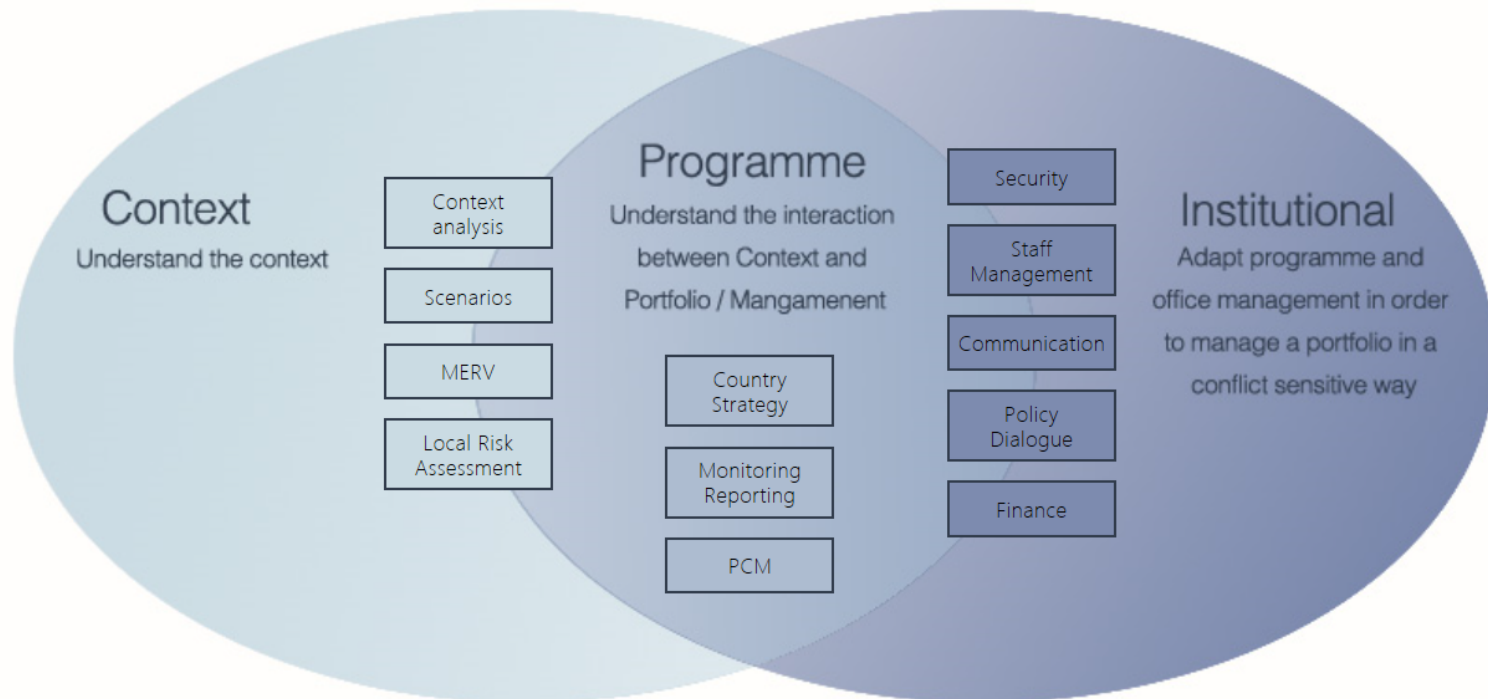 Context
Understand the context
Context
analysis
Scenarios
MERV
Local Risk
Assessment
Programme
Understand the interaction
between Context and
Portfolio / Mangamenent
Country
Strategy
Monitoring
Reporting
PCM
Security
Staff
Management
Communication
Policy
Dialogue
Finance
Institutional
Adapt programme and
office management in order
to manage a portfolio in a
conflict sensitive way